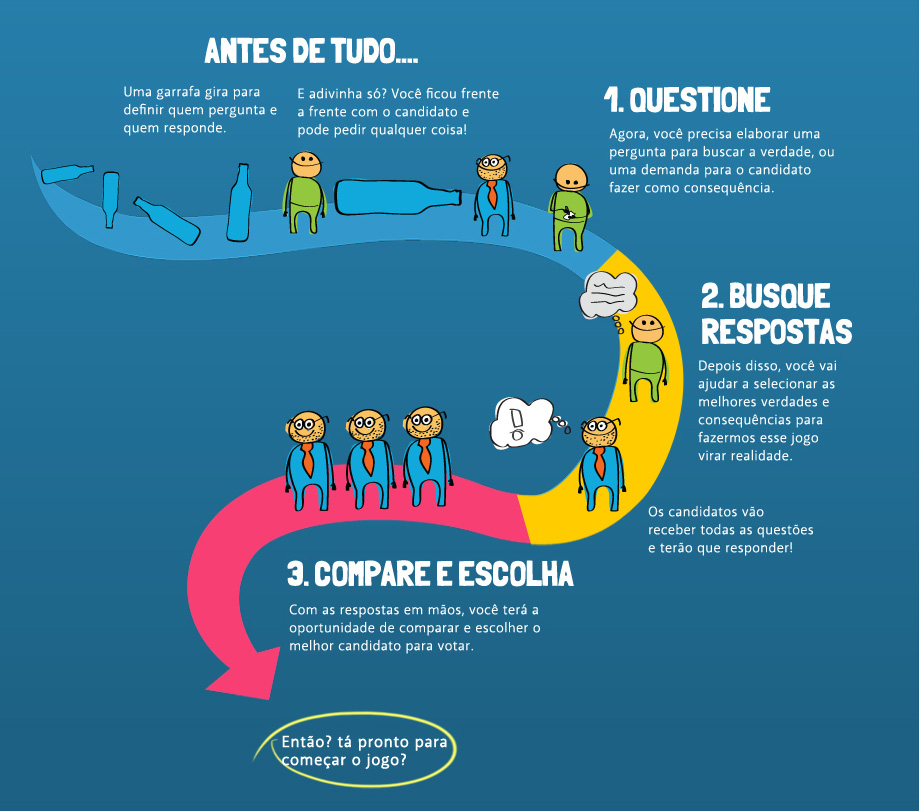 ANTES DE TUDO....
Uma garrafa gira para
definir quem pergunta e
quem responde.
E adivinha só? Você ficou frente
a frente com o candidato e
pode pedir qualquer coisa!
1. QUESTIONE
Agora, você precisa elaborar uma
pergunta para buscar a verdade, ou
uma demanda para o candidato
fazer como consequência.
2. BUSQUE
RESPOSTAS
Depois disso, você vai
ajudar a selecionar as
melhores verdades e
consequências para
fazermos esse jogo
virar realidade.
Os candidatos vão
receber todas as questões
e terão que responder!
3. COMPARE E ESCOLHA
Com as respostas em mãos, você terá a
oportunidade de comparar e escolher o
melhor candidato para votar.
Então? tá pronto para
começar o jogo?